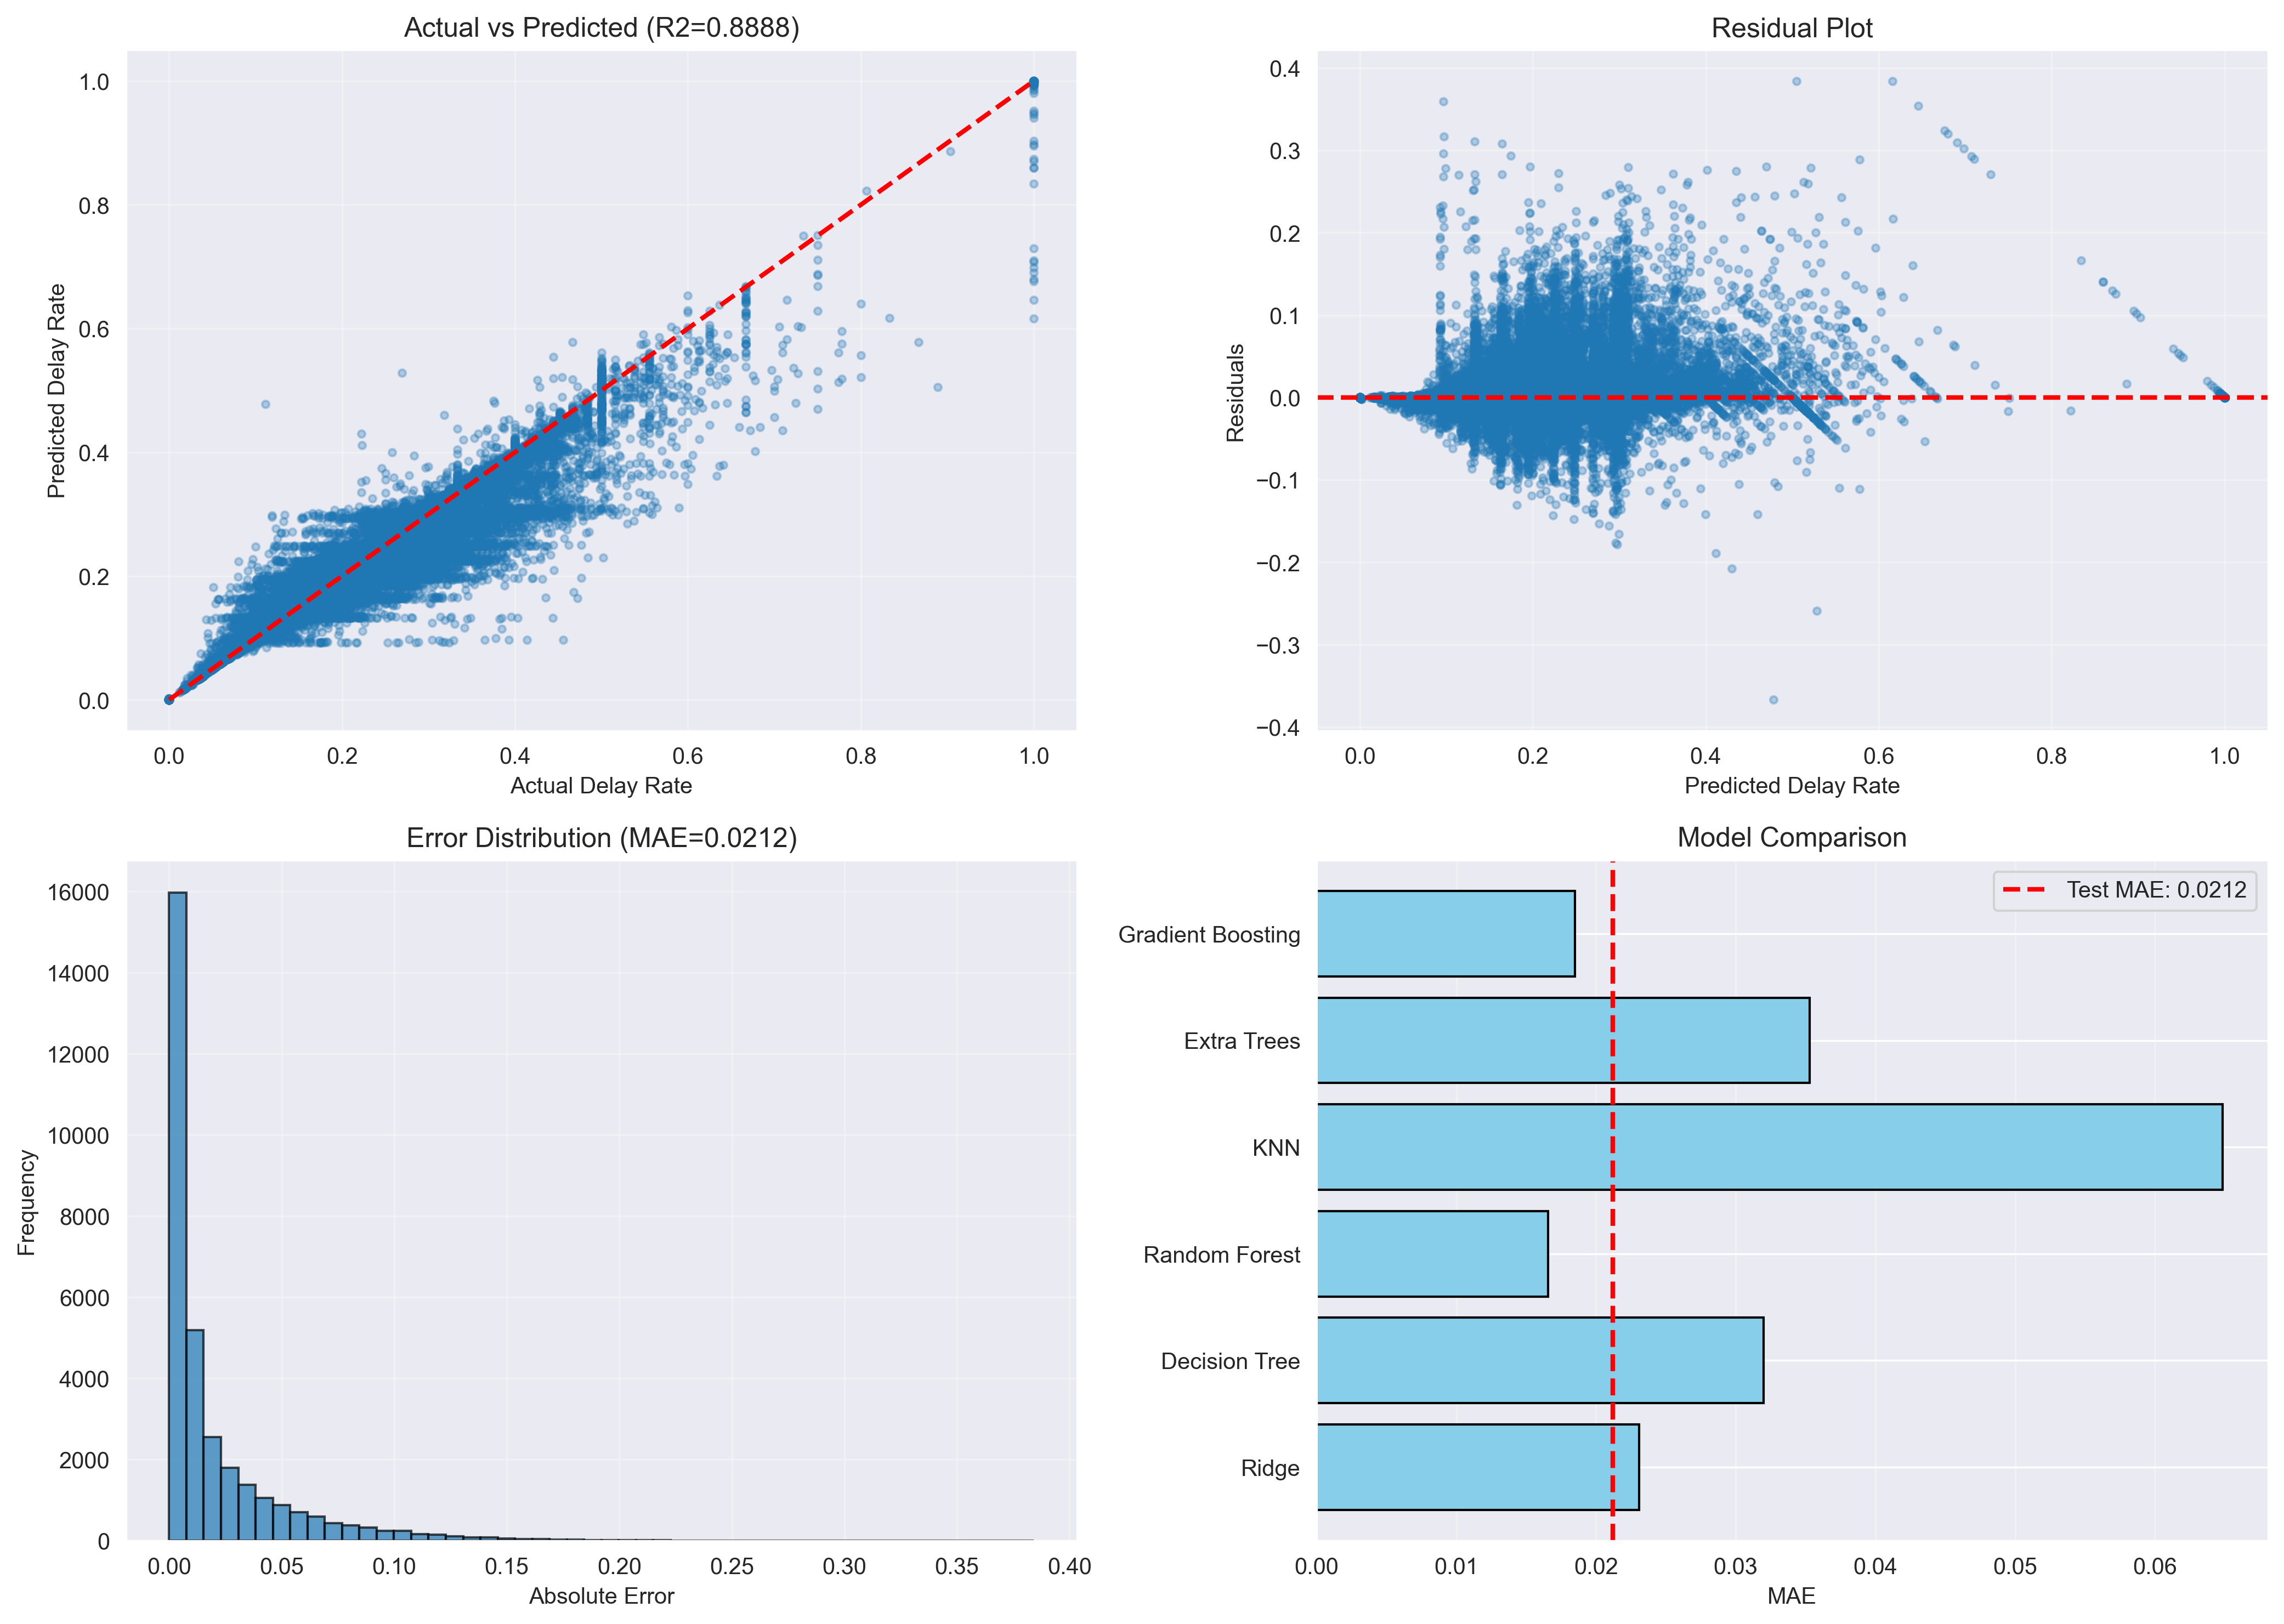 Actual vs Predicted (R2=0.8888)
Predicted Delay Rate
1.0
0.8
0.6
0.4
0.2
0.0
0.0 0.2 0.4 0.6 0.8 1.0
Actual Delay Rate
Residual Plot
Residuals
0.4
0.3
0.2
0.1
0.0
−0.1
−0.2
−0.3
−0.4
0.0 0.2 0.4 0.6 0.8 1.0
Predicted Delay Rate
Error Distribution (MAE=0.0212)
Frequency
16000
14000
12000
10000
8000
6000
4000
2000
0
0.00 0.05 0.10 0.15 0.20 0.25 0.30 0.35 0.40
Absolute Error
Model Comparison
Test MAE: 0.0212
Gradient Boosting
Extra Trees
KNN
Random Forest
Decision Tree
Ridge
0.00 0.01 0.02 0.03 0.04 0.05 0.06
MAE